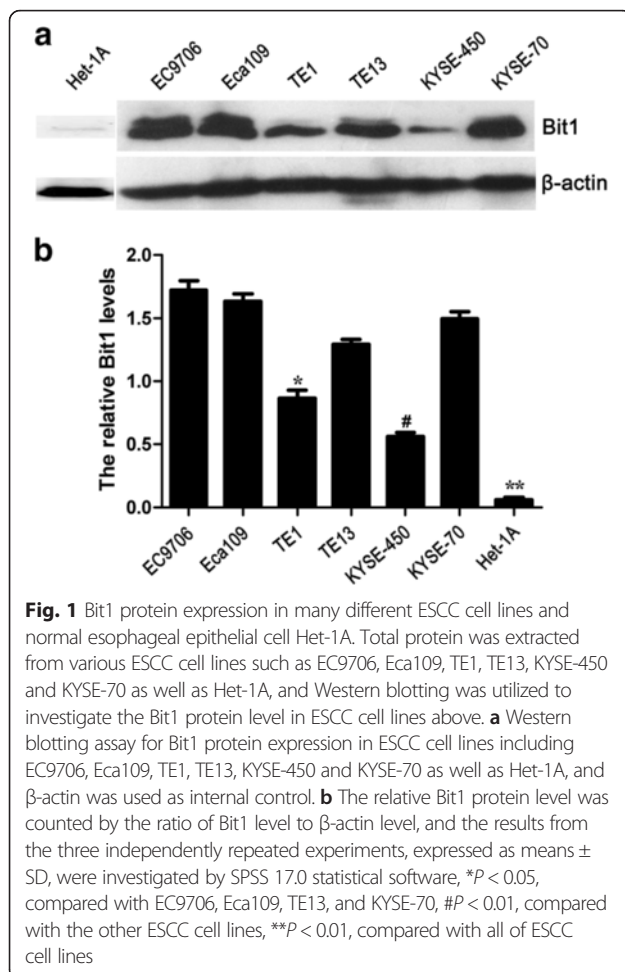 a
Het-1A
EC9706
Eca109
TE1
TE13
KYSE-450
KYSE-70
Bit1
β-actin
b
The relative Bit1 levels
2.0
1.5
1.0
0.5
0.0
*
#
**
EC9706
Eca109
TE1
TE13
KYSE-450
KYSE-70
Het-1A
Fig. 1 Bit1 protein expression in many different ESCC cell lines and
normal esophageal epithelial cell Het-1A. Total protein was extracted
from various ESCC cell lines such as EC9706, Eca109, TE1, TE13, KYSE-450
and KYSE-70 as well as Het-1A, and Western blotting was utilized to
investigate the Bit1 protein level in ESCC cell lines above. a Western
blotting assay for Bit1 protein expression in ESCC cell lines including
EC9706, Eca109, TE1, TE13, KYSE-450 and KYSE-70 as well as Het-1A, and
β-actin was used as internal control. b The relative Bit1 protein level was
counted by the ratio of Bit1 level to β-actin level, and the results from
the three independently repeated experiments, expressed as means ±
SD, were investigated by SPSS 17.0 statistical software, *P < 0.05,
compared with EC9706, Eca109, TE13, and KYSE-70, #P < 0.01, compared
with the other ESCC cell lines, **P < 0.01, compared with all of ESCC
cell lines